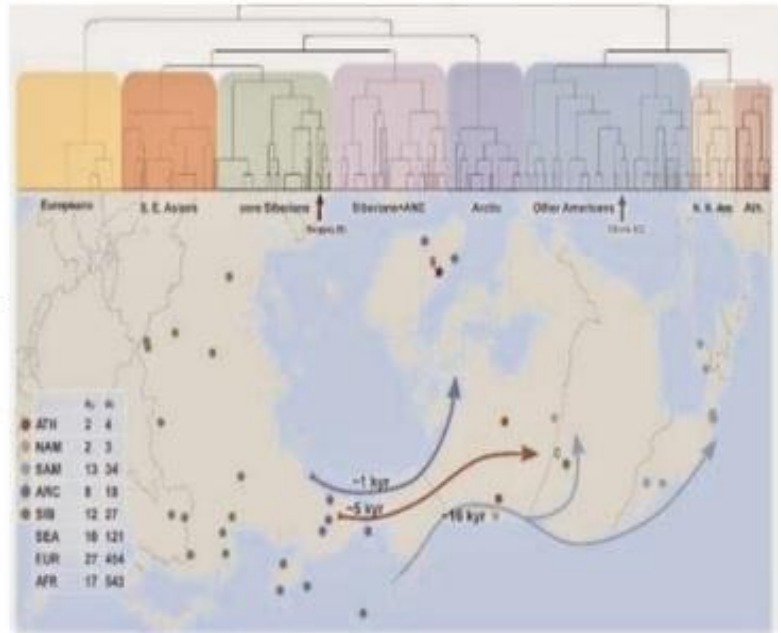 Europeans S. E. Asians core Siberians Siberians+ANE Arctic Other Americans N. N. Am. Ath.
~1 kyr
~5 kyr
~16 kyr
ATH 2 4
NAM 2 3
SAM 13 34
ARC 8 18
SIB 12 27
SEA 16 121
EUR 27 454
AFR 17 543